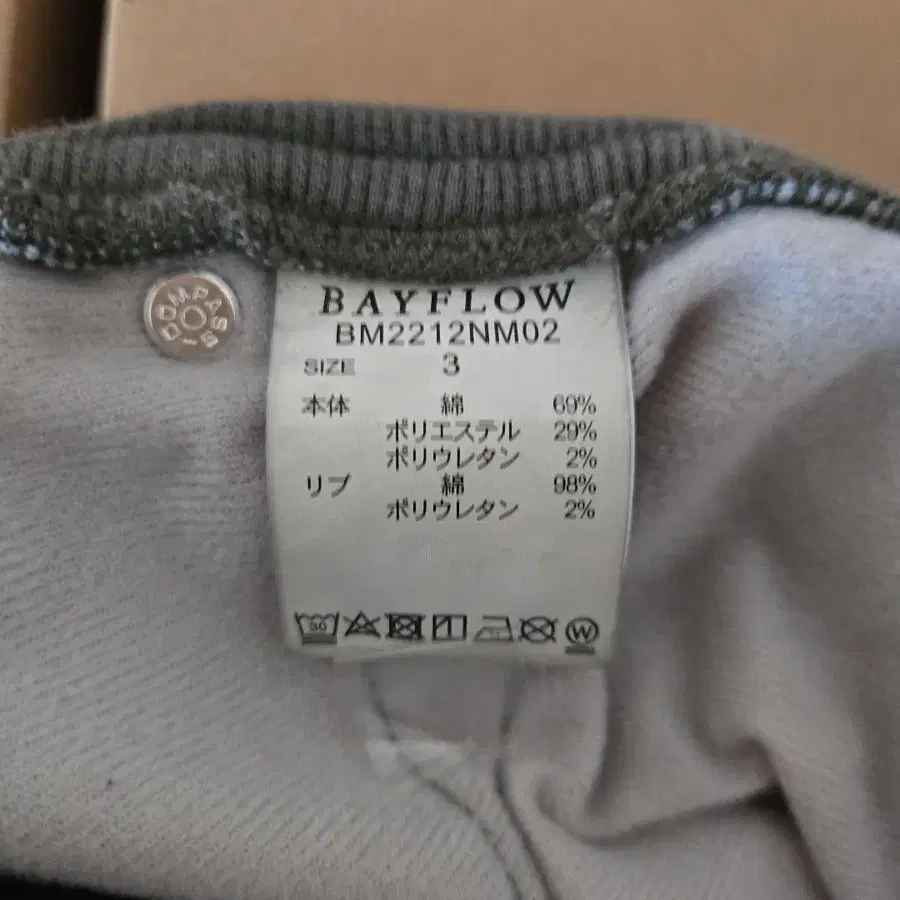 COMPASS
BAYFLOW
BM2212NM02
SIZE 3
本体 綿 69%
ポリエステル 29%
ポリウレタン 2%
リブ 綿 98%
ポリウレタン 2%
30 W